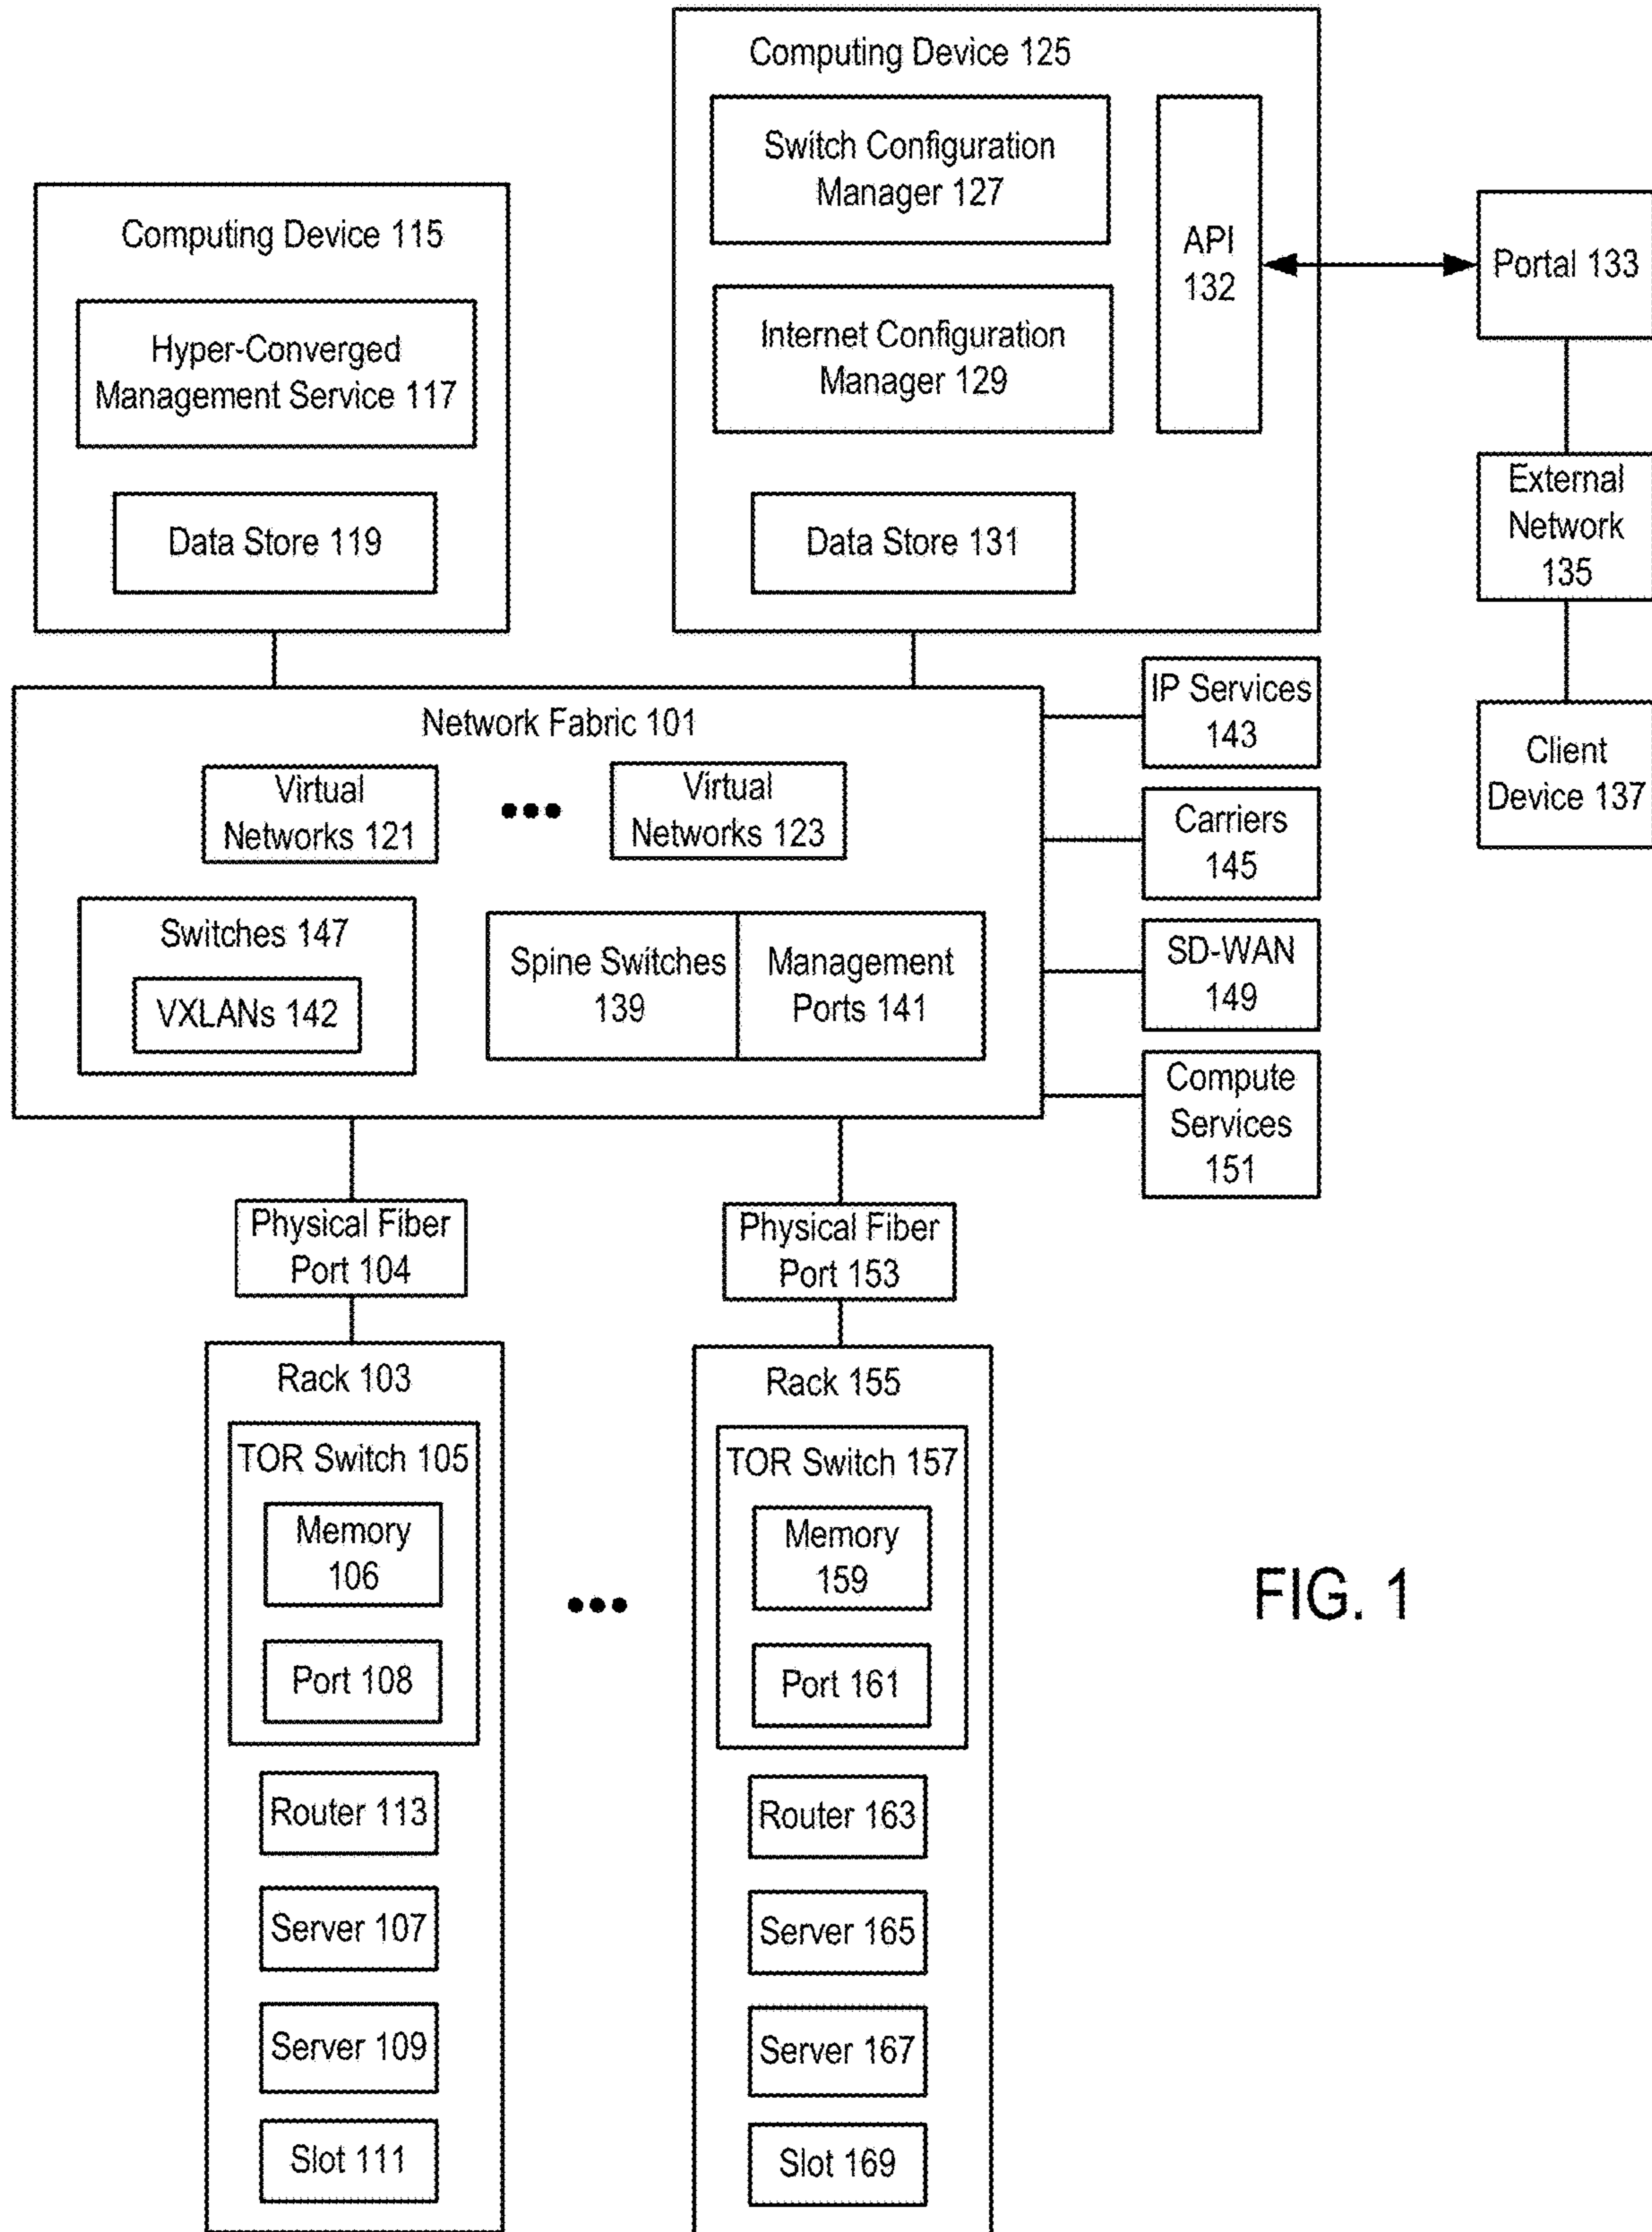 Computing Device 125
Switch Configuration
Manager 127
API
132
Internet Configuration
Manager 129
Data Store 131
Computing Device 115
Hyper-Converged
Management Service 117
Data Store 119
Portal 133
External
Network
135
Client
Device 137
Network Fabric 101
Virtual
Networks 121
Virtual
Networks 123
Switches 147
VXLANs 142
Spine Switches
139
Management
Ports 141
IP Services
143
Carriers
145
SD-WAN
149
Compute
Services
151
Physical Fiber
Port 104
Physical Fiber
Port 153
Rack 103
TOR Switch 105
Memory
106
Port 108
Router 113
Server 107
Server 109
Slot 111
Rack 155
TOR Switch 157
Memory
159
Port 161
Router 163
Server 165
Server 167
Slot 169
FIG. 1